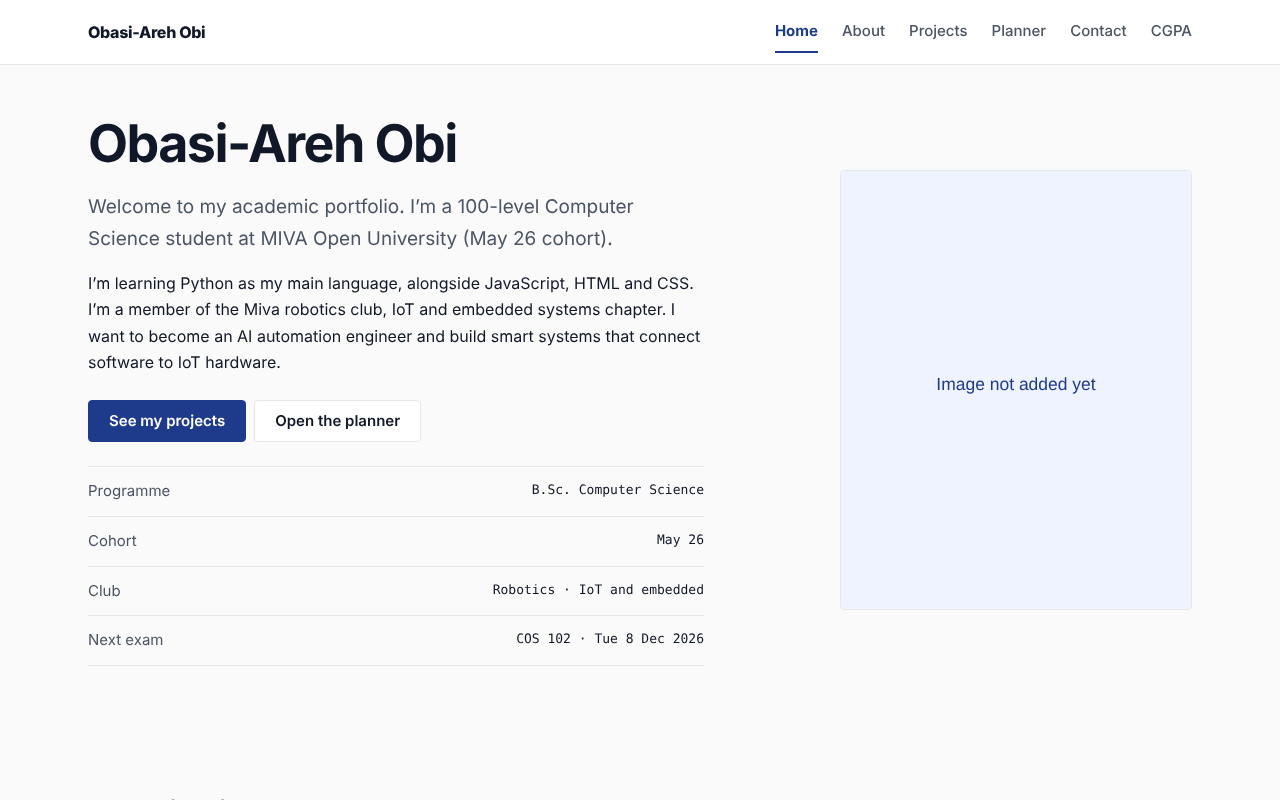 Obasi-Areh Obi
Home About Projects Planner Contact CGPA
Obasi-Areh Obi
Welcome to my academic portfolio. I’m a 100-level Computer
Science student at MIVA Open University (May 26 cohort).
I’m learning Python as my main language, alongside JavaScript, HTML and CSS.
I’m a member of the Miva robotics club, IoT and embedded systems chapter. I
want to become an AI automation engineer and build smart systems that connect
software to IoT hardware.
See my projects Open the planner
Programme B.Sc. Computer Science
Cohort May 26
Club Robotics · IoT and embedded
Next exam COS 102 · Tue 8 Dec 2026
Image not added yet